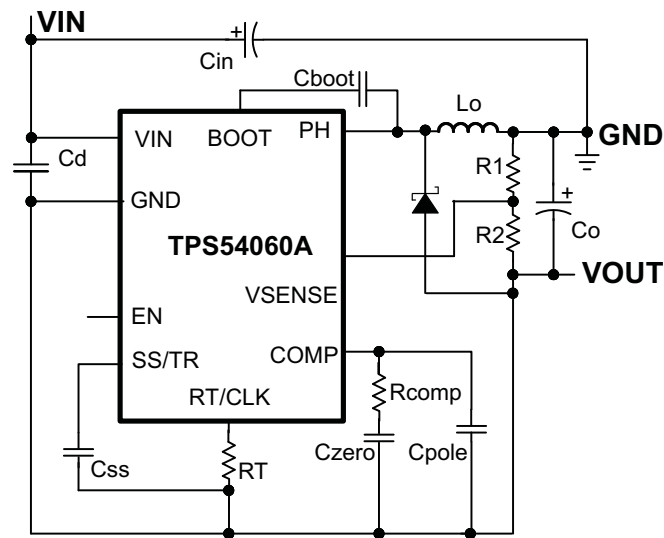 VIN
+
Cin
Cboot
Lo
VIN
BOOT
PH
GND
Cd
R1
GND
+
TPS54060A
R2
Co
VOUT
VSENSE
EN
SS/TR
COMP
RT/CLK
Rcomp
Css
RT
Czero
Cpole